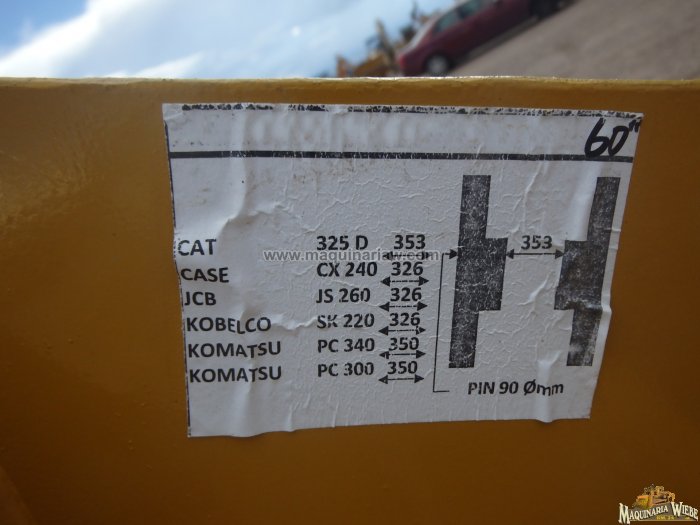 60"
CAT 325 D 353 353
www.maquinariaw.com
CASE CX 240 326
JCB JS 260 326
KOBELCO SK 220 326
KOMATSU PC 340 350
KOMATSU PC 300 350
PIN 90 Ømm
MAQUINARIA WIEBE